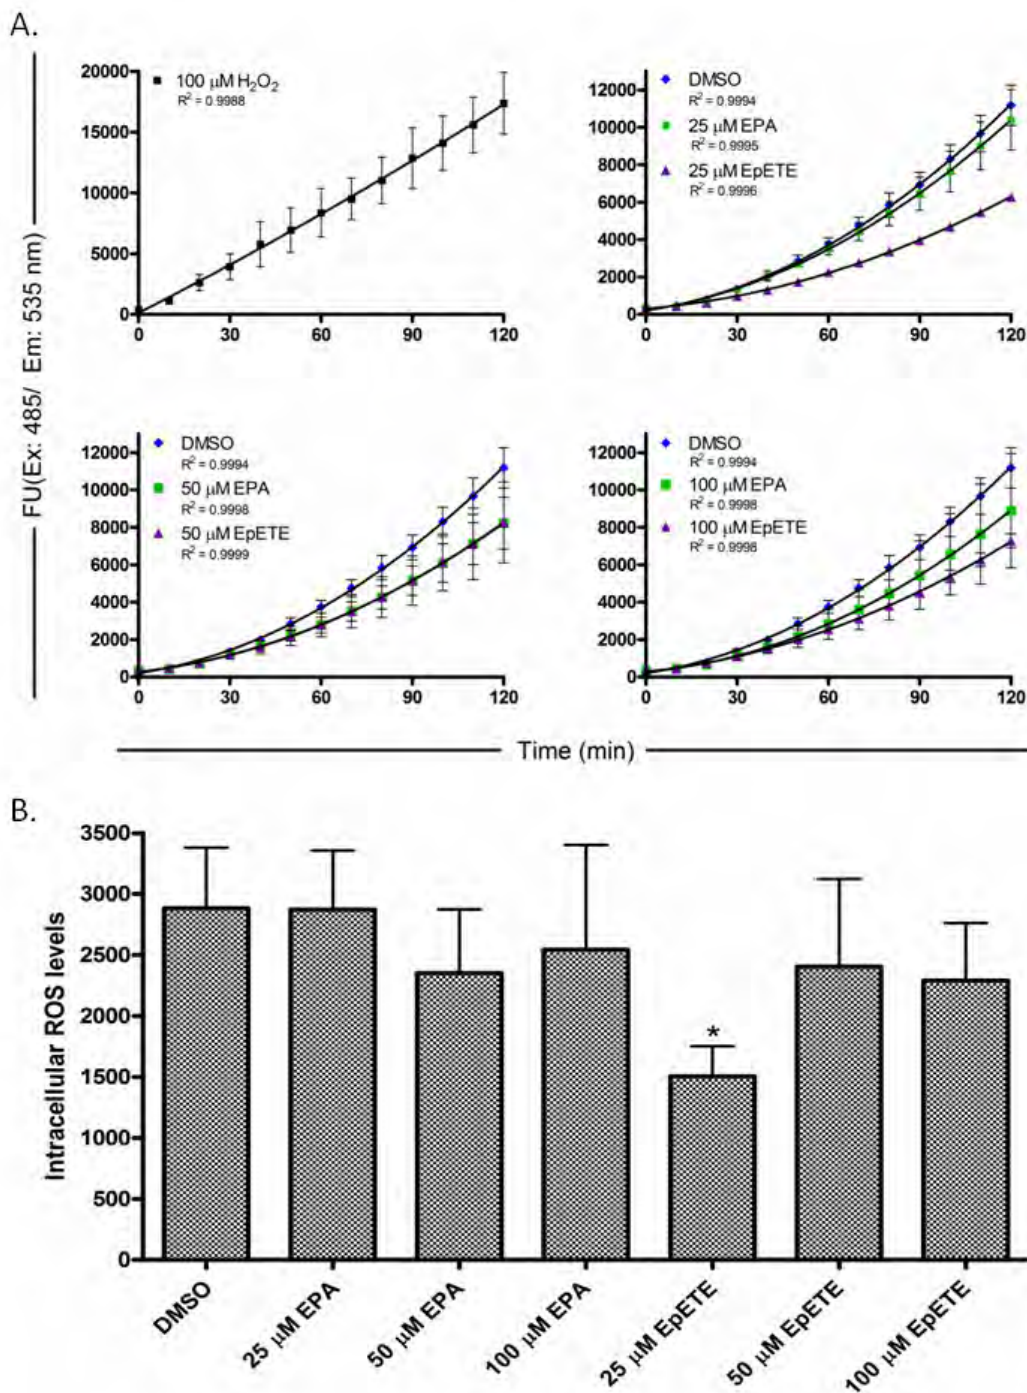 A.
FU(Ex: 485/ Em: 535 nm)
100 μM H₂O₂
R² = 0.9988
20000
15000
10000
5000
0
0 30 60 90 120
DMSO
R² = 0.9994
25 μM EPA
R² = 0.9995
25 μM EpETE
R² = 0.9996
12000
10000
8000
6000
4000
2000
0
0 30 60 90 120
DMSO
R² = 0.9994
50 μM EPA
R² = 0.9998
50 μM EpETE
R² = 0.9999
12000
10000
8000
6000
4000
2000
0
0 30 60 90 120
DMSO
R² = 0.9994
100 μM EPA
R² = 0.9998
100 μM EpETE
R² = 0.9998
12000
10000
8000
6000
4000
2000
0
0 30 60 90 120
Time (min)
B.
Intracellular ROS levels
3500
3000
2500
2000
1500
1000
500
0
*
DMSO
25 μM EPA
50 μM EPA
100 μM EPA
25 μM EpETE
50 μM EpETE
100 μM EpETE